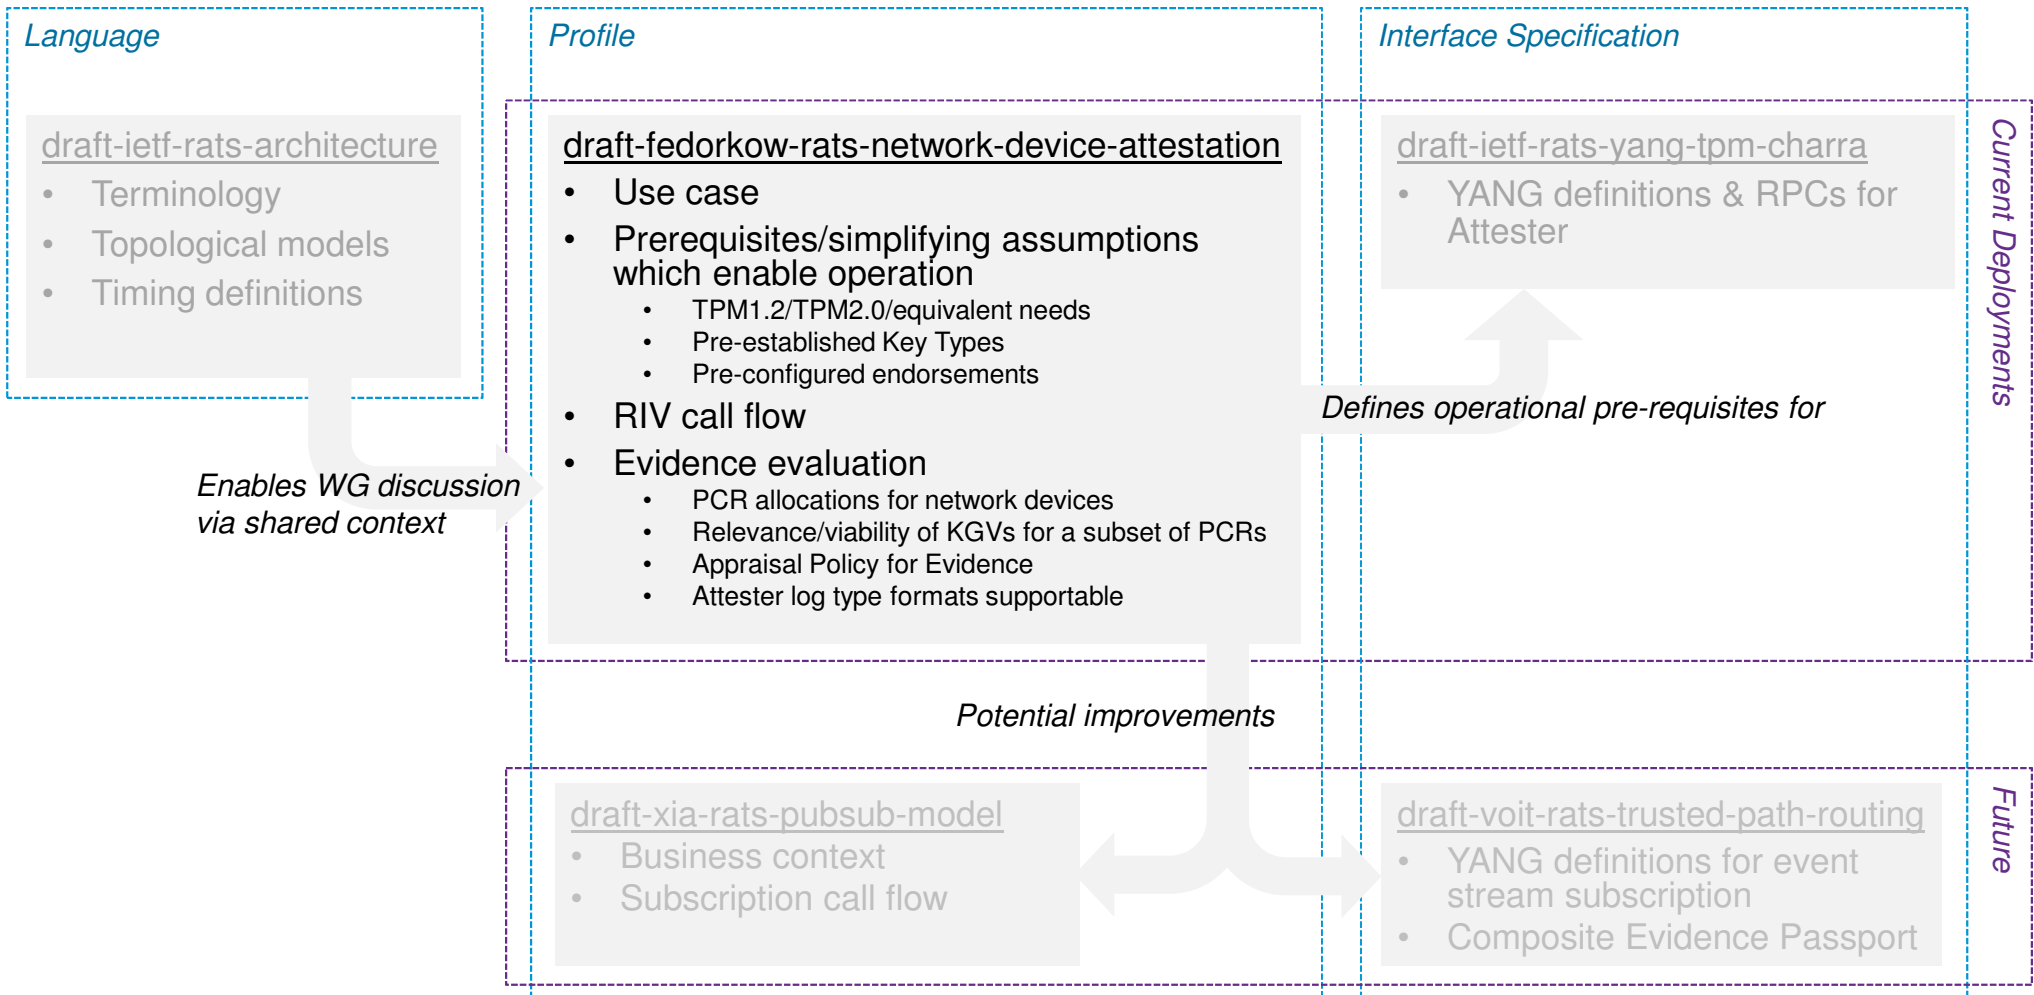 Language
Profile
Interface Specification
draft-ietf-rats-architecture
• Terminology
• Topological models
• Timing definitions
draft-fedorkow-rats-network-device-attestation
• Use case
• Prerequisites/simplifying assumptions
which enable operation
• TPM1.2/TPM2.0/equivalent needs
• Pre-established Key Types
• Pre-configured endorsements
• RIV call flow
• Evidence evaluation
• PCR allocations for network devices
• Relevance/viability of KGVs for a subset of PCRs
• Appraisal Policy for Evidence
• Attester log type formats supportable
draft-ietf-rats-yang-tpm-charra
• YANG definitions & RPCs for
Attester
Current Deployments
Defines operational pre-requisites for
Enables WG discussion
via shared context
Potential improvements
draft-xia-rats-pubsub-model
• Business context
• Subscription call flow
draft-voit-rats-trusted-path-routing
• YANG definitions for event
stream subscription
• Composite Evidence Passport
Future